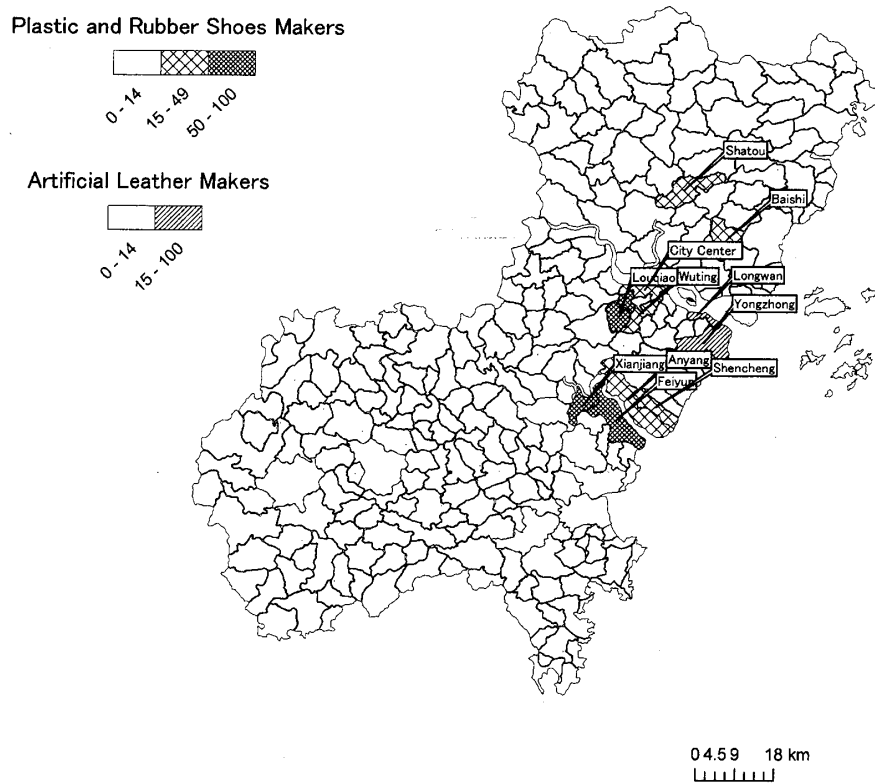 Plastic and Rubber Shoes Makers
0 - 14
15 - 49
50 - 100
Artificial Leather Makers
0 - 14
15 - 100
Shatou
Baishi
City Center
Louqiao
Wuting
Longwan
Yongzhong
Xianjiang
Anyang
Shencheng
Feiyun
0 4.5 9 18 km